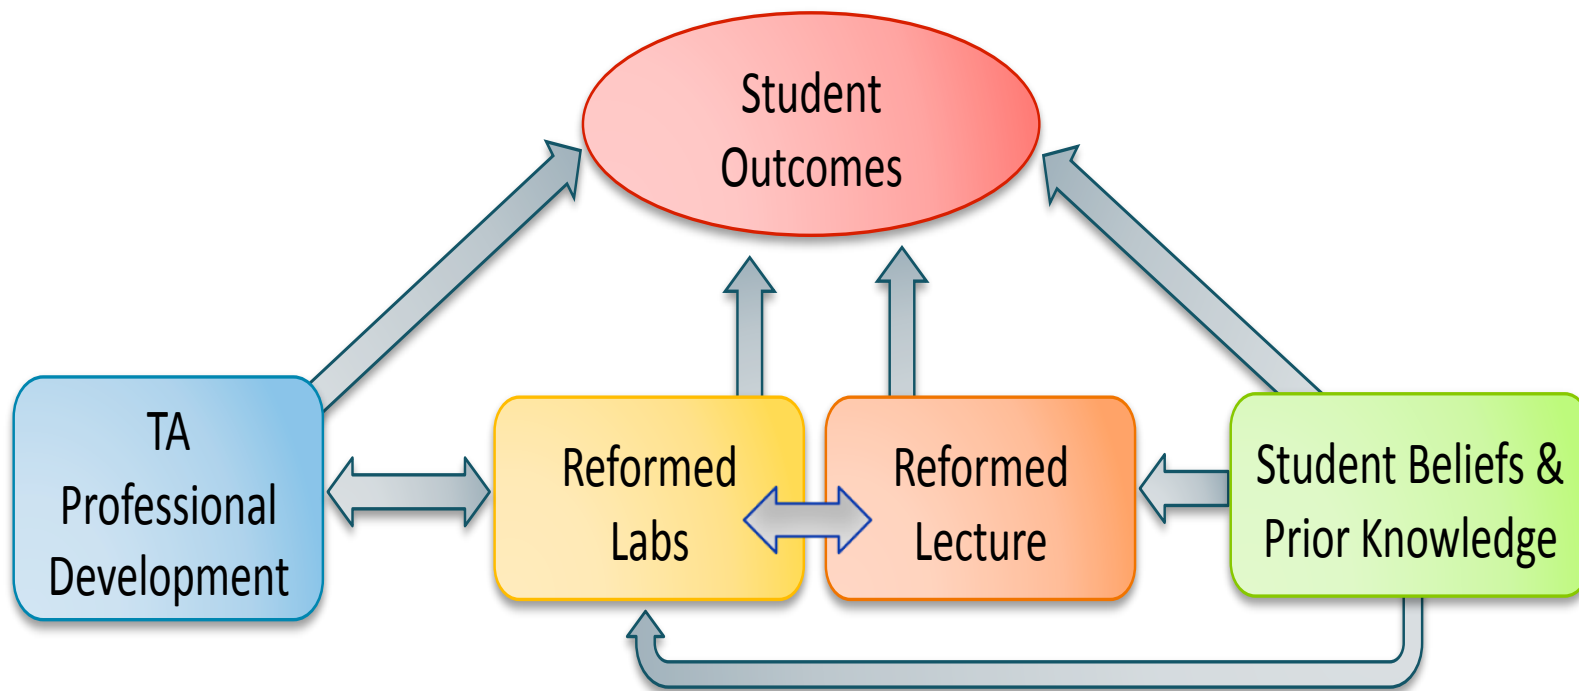 Student
Outcomes
TA
Professional
Development
Reformed
Labs
Reformed
Lecture
Student Beliefs &
Prior Knowledge